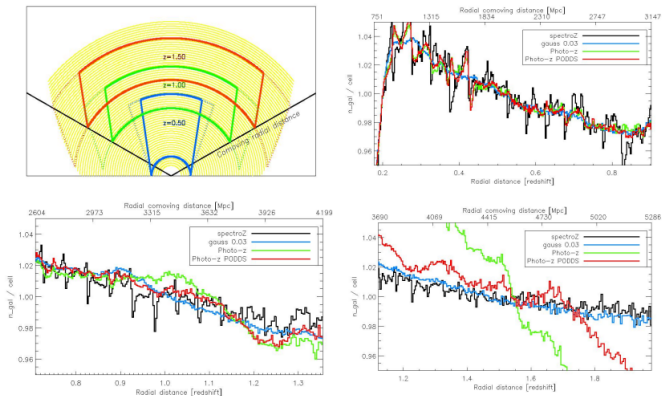 z=1.50
z=1.00
z=0.50
Comoving radial distance
Radial comoving distance [Mpc]
751 1315 1834 2310 2747 3147
1.04
1.02
1.00
0.98
0.96
n_gal / cell
spectroZ
gauss 0.03
Photo-z
Photo-z PODDS
0.2 0.4 0.6 0.8
Radial distance [redshift]
Radial comoving distance [Mpc]
2604 2973 3315 3632 3926 4199
1.04
1.02
1.00
0.98
0.96
n_gal / cell
spectroZ
gauss 0.03
Photo-z
Photo-z PODDS
0.8 0.9 1.0 1.1 1.2 1.3
Radial distance [redshift]
Radial comoving distance [Mpc]
3690 4069 4415 4730 5020 5286
1.04
1.02
1.00
0.98
0.96
n_gal / cell
spectroZ
gauss 0.03
Photo-z
Photo-z PODDS
1.2 1.4 1.6 1.8
Radial distance [redshift]